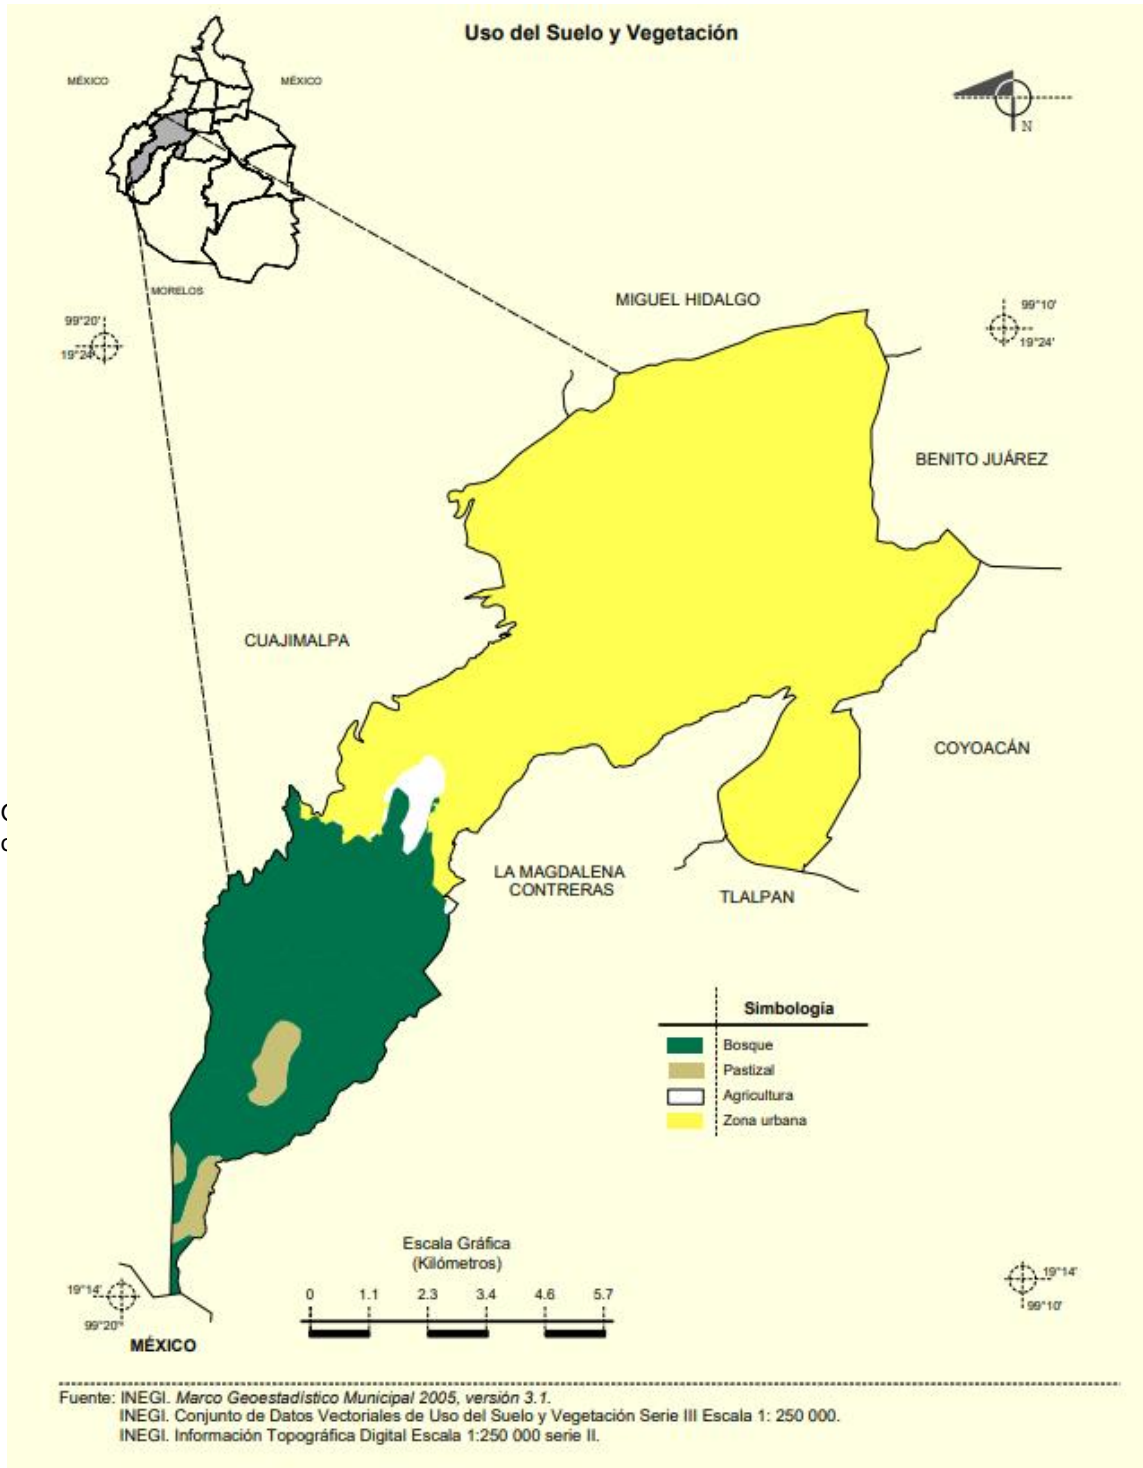 Uso del Suelo y Vegetación
MÉXICO
MÉXICO
N
MORELOS
MIGUEL HIDALGO
99°20'
19°24'
99°10'
19°24'
BENITO JUÁREZ
CUAJIMALPA
COYOACÁN
LA MAGDALENA
CONTRERAS
TLALPAN
Simbología
Bosque
Pastizal
Agricultura
Zona urbana
Escala Gráfica
(Kilómetros)
0 1.1 2.3 3.4 4.6 5.7
19°14'
99°20'
19°14'
99°10'
MÉXICO
Fuente: INEGI. Marco Geoestadístico Municipal 2005, versión 3.1.
INEGI. Conjunto de Datos Vectoriales de Uso del Suelo y Vegetación Serie III Escala 1: 250 000.
INEGI. Información Topográfica Digital Escala 1:250 000 serie II.